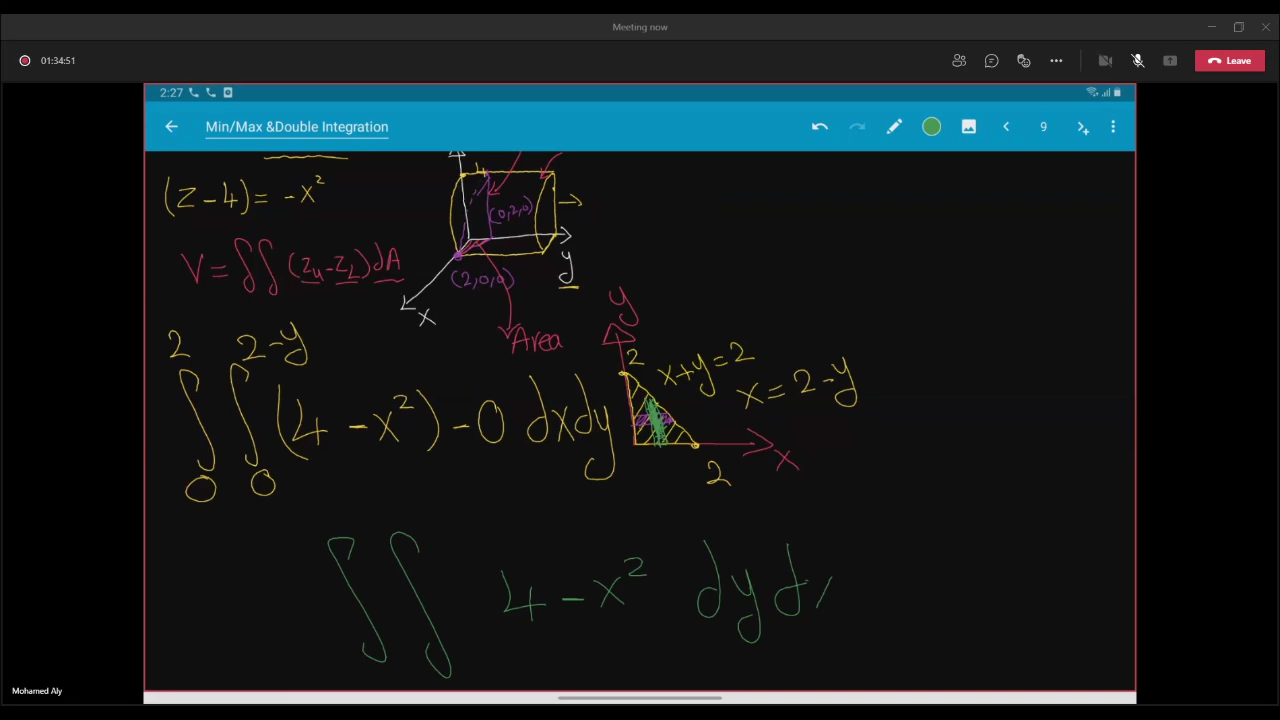 Meeting now
01:34:51
Leave
2:27
Min/Max &Double Integration
9
(z-4) = -x²
4
(0,2,0)
V = ∬ (Zu-ZL) dA
y
(2,0,0)
x
Area
y
2
x+y=2
x = 2-y
2 2-y
∫ ∫ (4-x²)-0 dxdy
0 0
x
2
∬ 4-x² dyd
Mohamed Aly